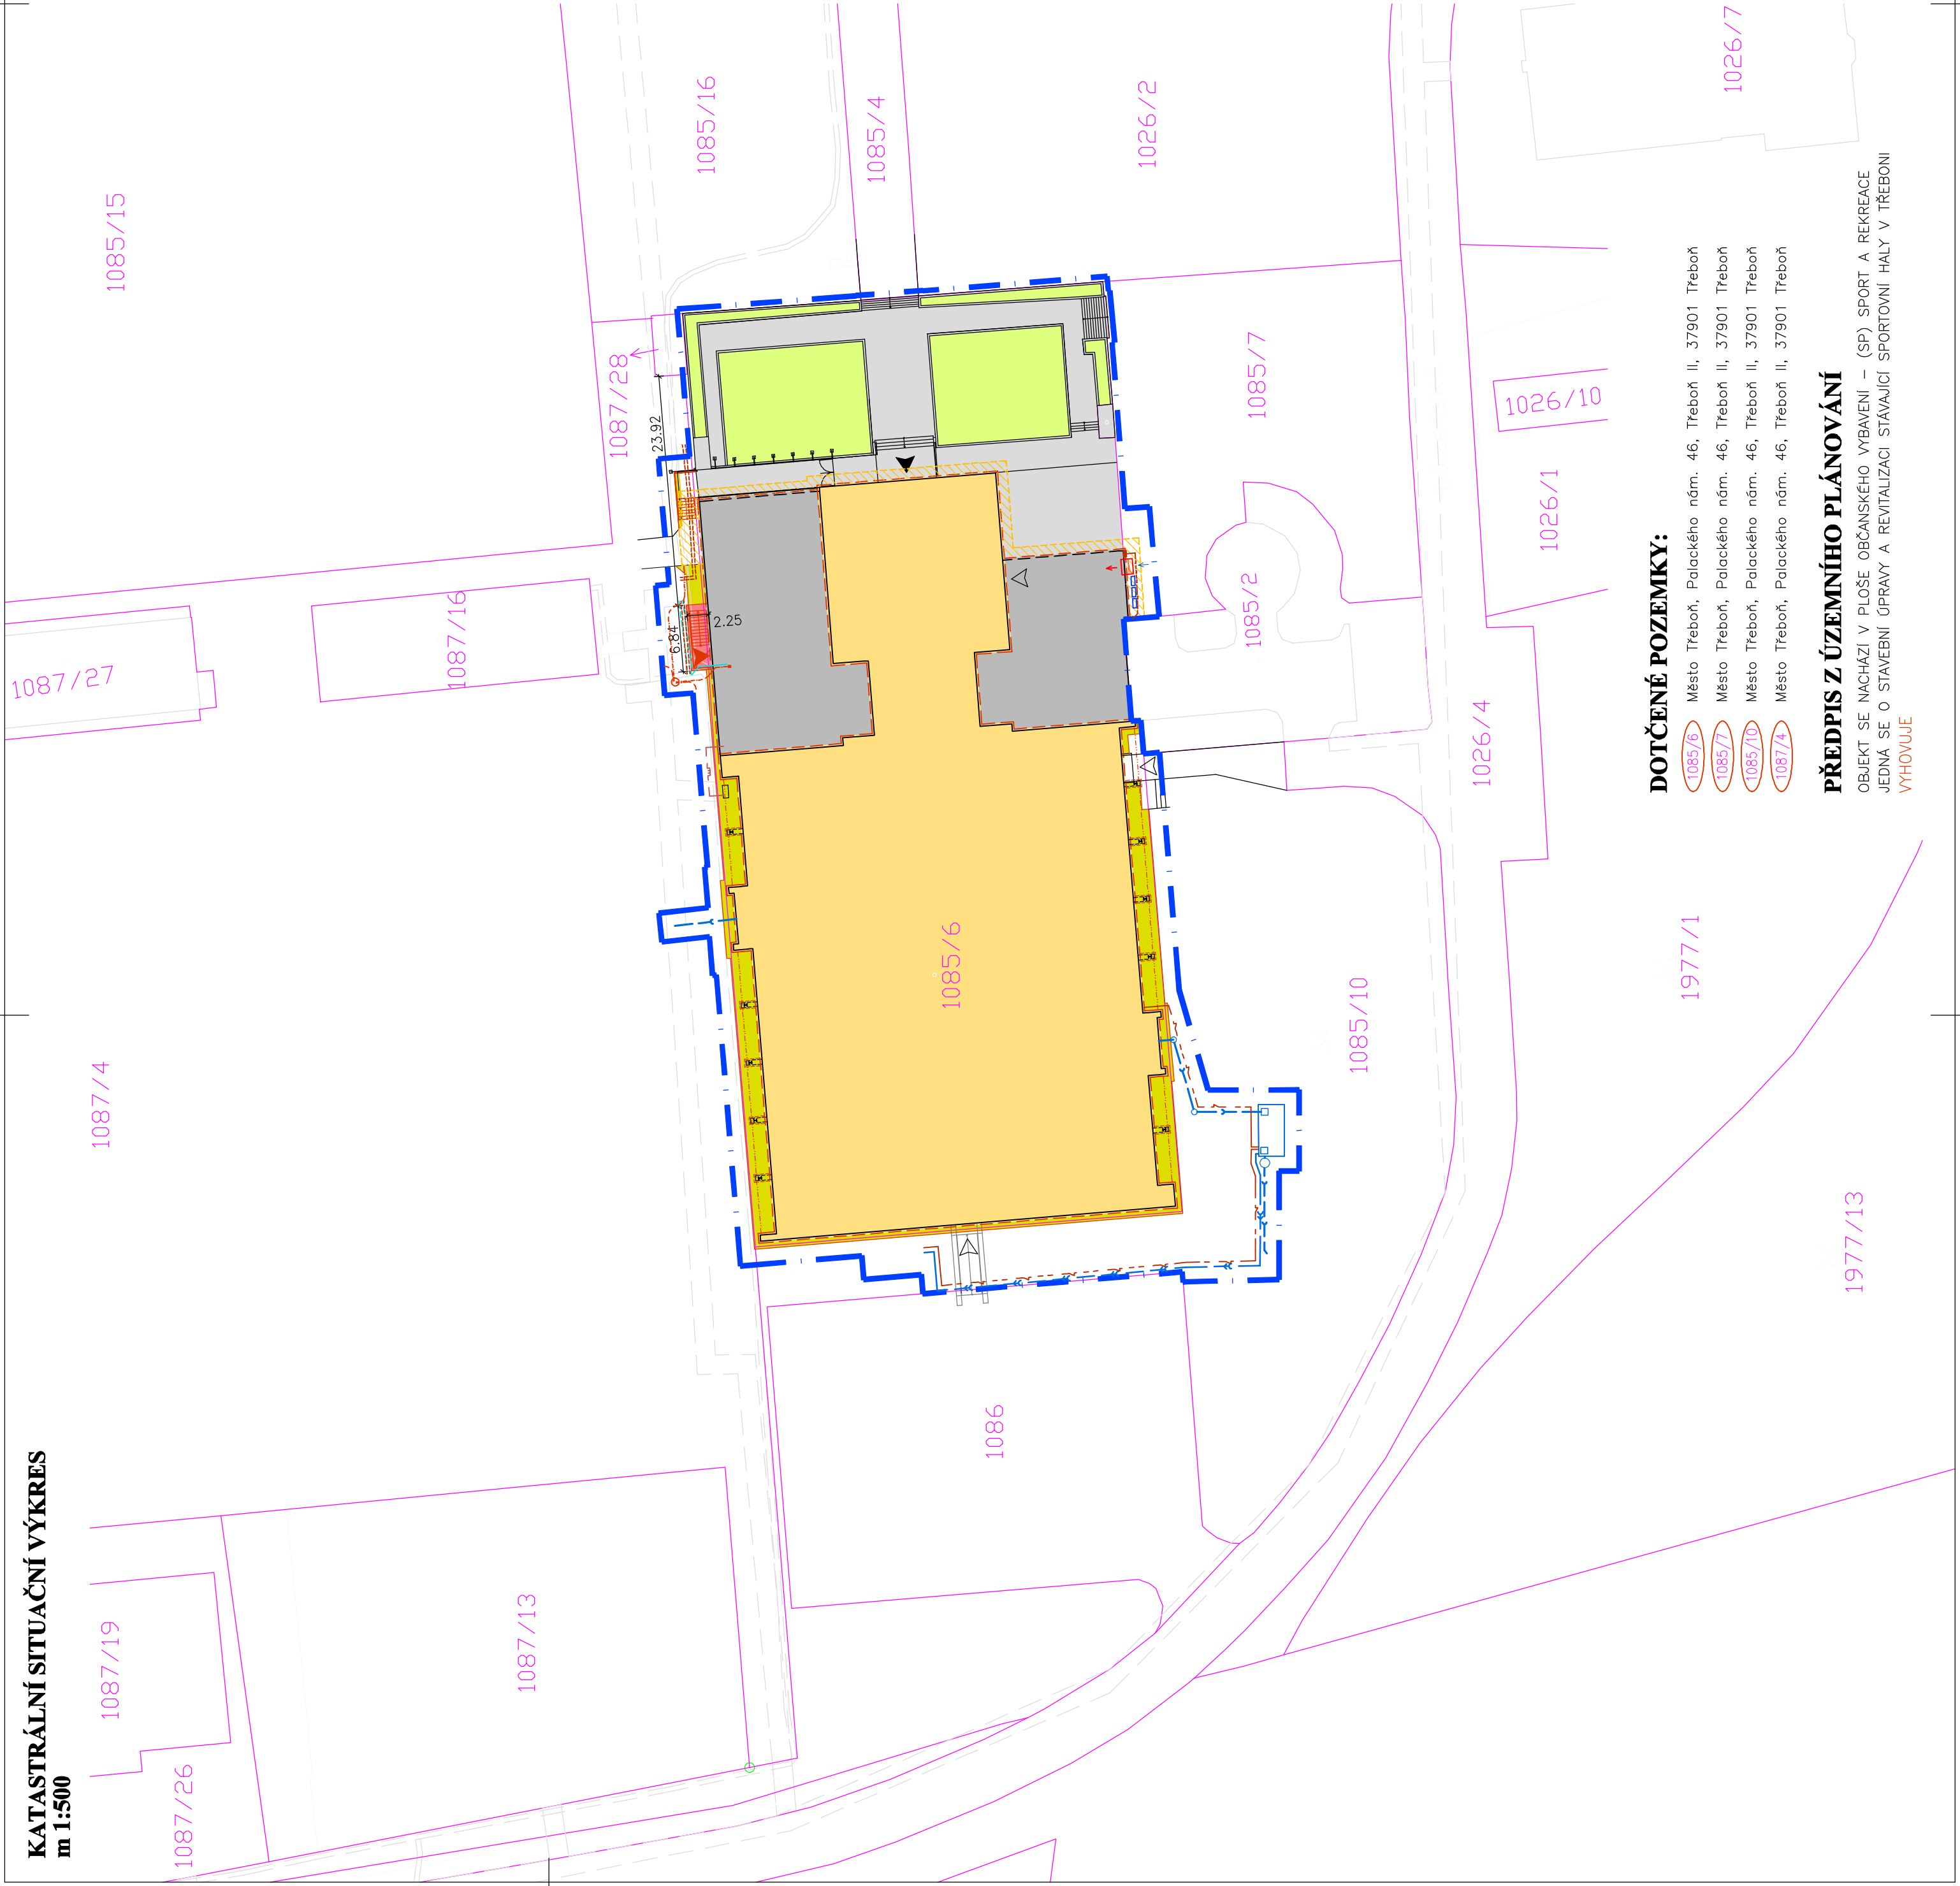 KATASTRÁLNÍ SITUAČNÍ VÝKRES
m 1:500
1085/15
1085/16
1085/4
1026/2
1026/7
1087/28
23.92
1085/7
1026/10
1026/1
1087/27
1087/16
6.84
2.25
1085/2
1026/4
1087/4
1085/6
1085/10
1977/1
1977/13
1086
1087/19
1087/13
1087/26
DOTČENÉ POZEMKY:
1085/6 Město Třeboň, Palackého nám. 46, Třeboň II, 37901 Třeboň
1085/7 Město Třeboň, Palackého nám. 46, Třeboň II, 37901 Třeboň
1085/10 Město Třeboň, Palackého nám. 46, Třeboň II, 37901 Třeboň
1087/4 Město Třeboň, Palackého nám. 46, Třeboň II, 37901 Třeboň
PŘEDPIS Z ÚZEMNÍHO PLÁNOVÁNÍ
OBJEKT SE NACHÁZÍ V PLOŠE OBČANSKÉHO VYBAVENÍ – (SP) SPORT A REKREACE
JEDNÁ SE O STAVEBNÍ ÚPRAVY A REVITALIZACI STÁVAJÍCÍ SPORTOVNÍ HALY V TŘEBONI
VYHOVUJE